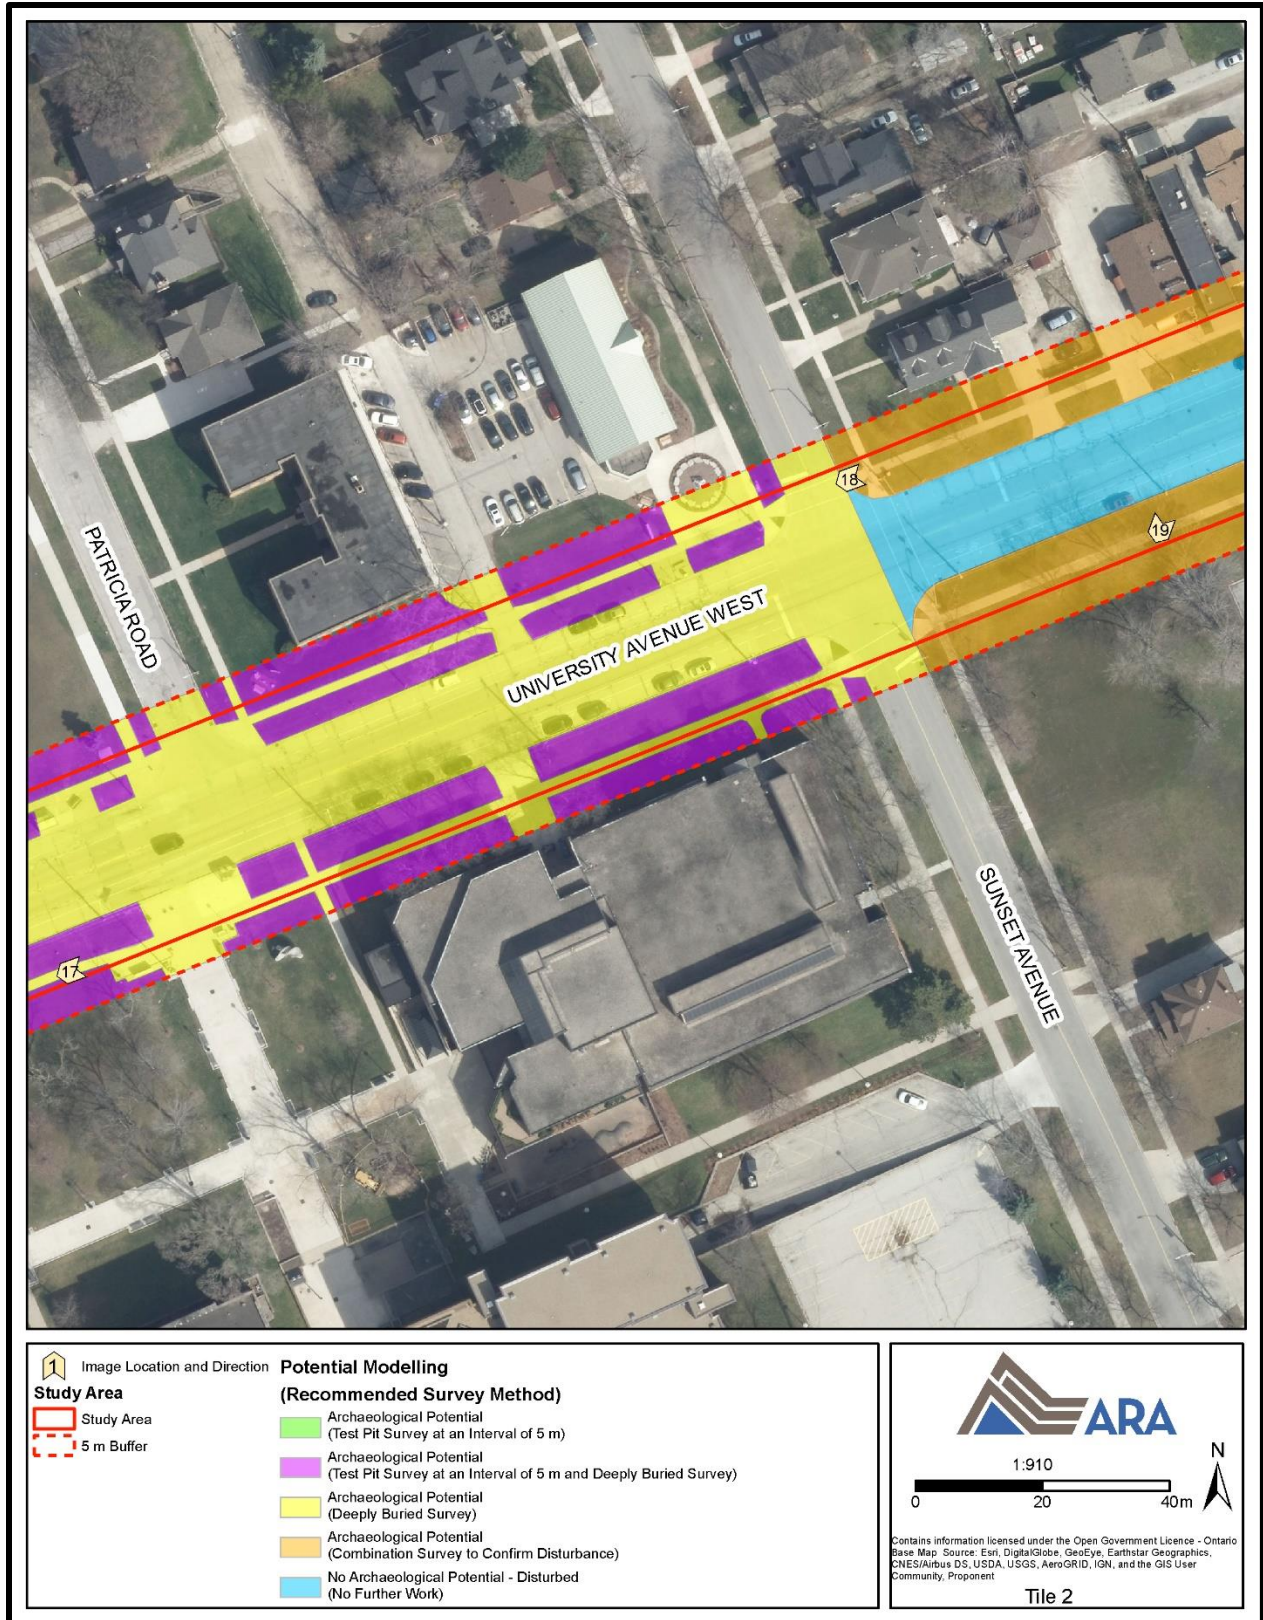 PATRICIA ROAD
UNIVERSITY AVENUE WEST
SUNSET AVENUE
18
19
17
1 Image Location and Direction
Study Area
Study Area
5 m Buffer
Potential Modelling
(Recommended Survey Method)
Archaeological Potential
(Test Pit Survey at an Interval of 5 m)
Archaeological Potential
(Test Pit Survey at an Interval of 5 m and Deeply Buried Survey)
Archaeological Potential
(Deeply Buried Survey)
Archaeological Potential
(Combination Survey to Confirm Disturbance)
No Archaeological Potential - Disturbed
(No Further Work)
ARA
1:910
N
0 20 40m
Contains information licensed under the Open Government Licence - Ontario
Base Map Source: Esri, DigitalGlobe, GeoEye, Earthstar Geographics,
CNES/Airbus DS, USDA, USGS, AeroGRID, IGN, and the GIS User
Community, Proponent
Tile 2